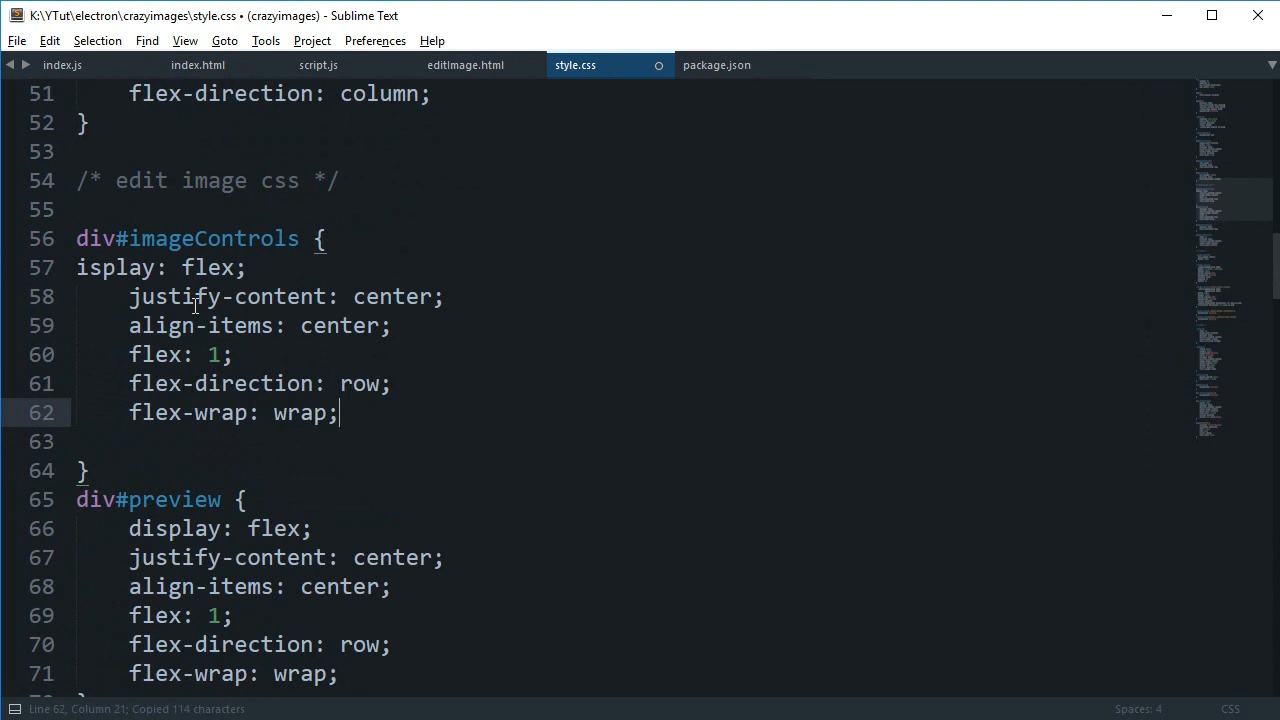 K:\YTut\electron\crazyimages\style.css • (crazyimages) - Sublime Text
File Edit Selection Find View Goto Tools Project Preferences Help
index.js index.html script.js editImage.html style.css package.json
51 flex-direction: column;
52 }
53
54 /* edit image css */
55
56 div#imageControls {
57 isplay: flex;
58 justify-content: center;
59 align-items: center;
60 flex: 1;
61 flex-direction: row;
62 flex-wrap: wrap;
63
64 }
65 div#preview {
66 display: flex;
67 justify-content: center;
68 align-items: center;
69 flex: 1;
70 flex-direction: row;
71 flex-wrap: wrap;
Line 62, Column 21; Copied 114 characters Spaces: 4 CSS